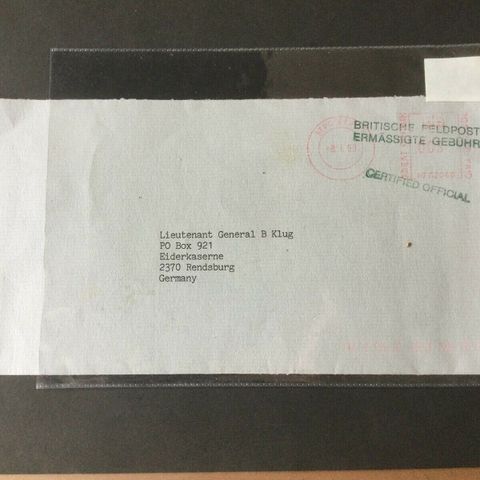 BRITISCHE FELDPOST
ERMÄSSIGTE GEBÜHR
CERTIFIED OFFICIAL
Lieutenant General B Klug
PO Box 921
Eiderkaserne
2370 Rendsburg
Germany